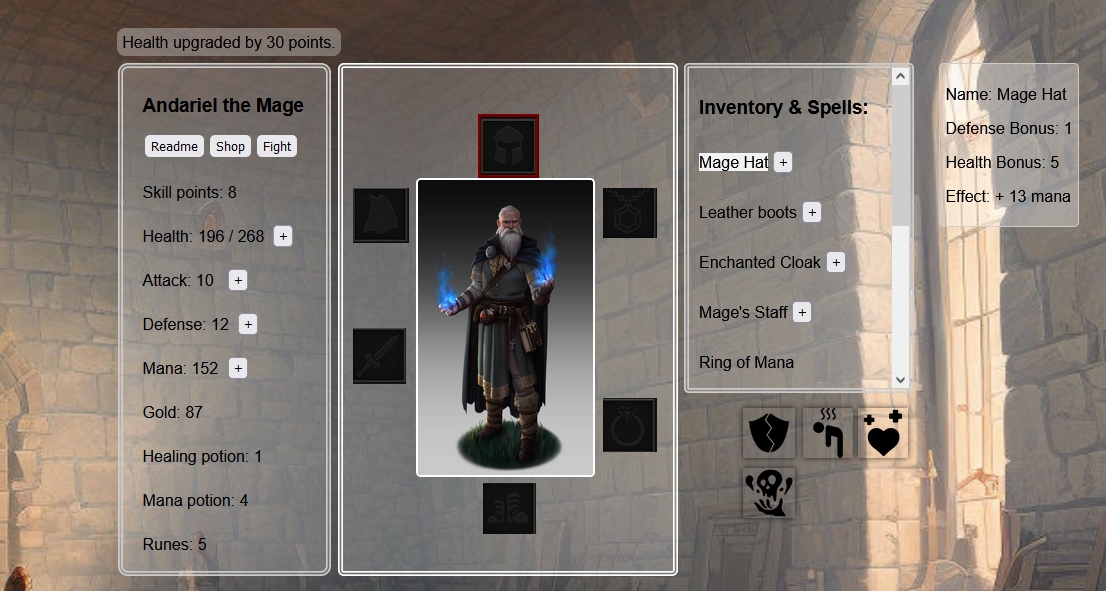 Health upgraded by 30 points.
Andariel the Mage
Readme Shop Fight
Skill points: 8
Health: 196 / 268 +
Attack: 10 +
Defense: 12 +
Mana: 152 +
Gold: 87
Healing potion: 1
Mana potion: 4
Runes: 5
Inventory & Spells:
Mage Hat +
Leather boots +
Enchanted Cloak +
Mage's Staff +
Ring of Mana
Name: Mage Hat
Defense Bonus: 1
Health Bonus: 5
Effect: + 13 mana